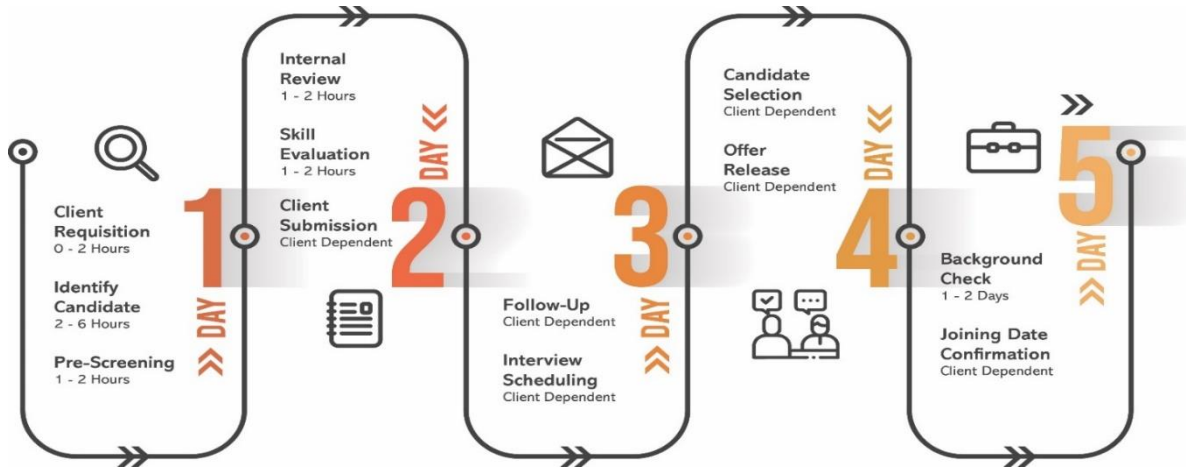 Client
Requisition
0 - 2 Hours
Identify
Candidate
2 - 6 Hours
Pre-Screening
1 - 2 Hours
DAY
1
Internal
Review
1 - 2 Hours
Skill
Evaluation
1 - 2 Hours
Client
Submission
Client Dependent
DAY
2
Follow-Up
Client Dependent
Interview
Scheduling
Client Dependent
DAY
3
Candidate
Selection
Client Dependent
Offer
Release
Client Dependent
DAY
4
Background
Check
1 - 2 Days
Joining Date
Confirmation
Client Dependent
DAY
5